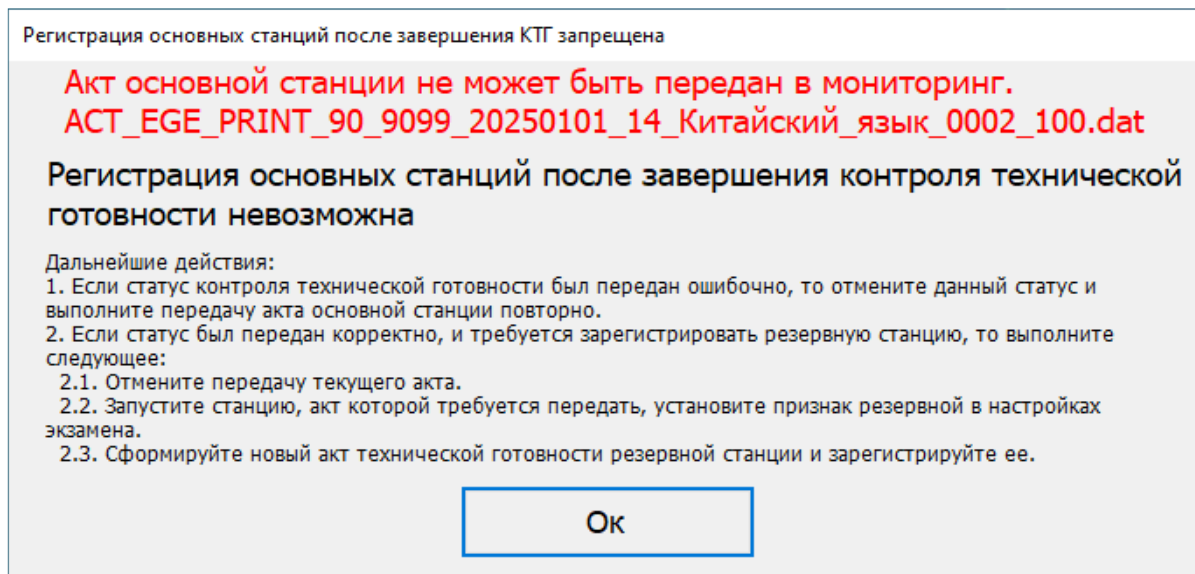 Регистрация основных станций после завершения КТГ запрещена
Акт основной станции не может быть передан в мониторинг.
ACT_EGE_PRINT_90_9099_20250101_14_Китайский_язык_0002_100.dat
Регистрация основных станций после завершения контроля технической
готовности невозможна
Дальнейшие действия:
1. Если статус контроля технической готовности был передан ошибочно, то отмените данный статус и
выполните передачу акта основной станции повторно.
2. Если статус был передан корректно, и требуется зарегистрировать резервную станцию, то выполните
следующее:
2.1. Отмените передачу текущего акта.
2.2. Запустите станцию, акт которой требуется передать, установите признак резервной в настройках
экзамена.
2.3. Сформируйте новый акт технической готовности резервной станции и зарегистрируйте ее.
Ок